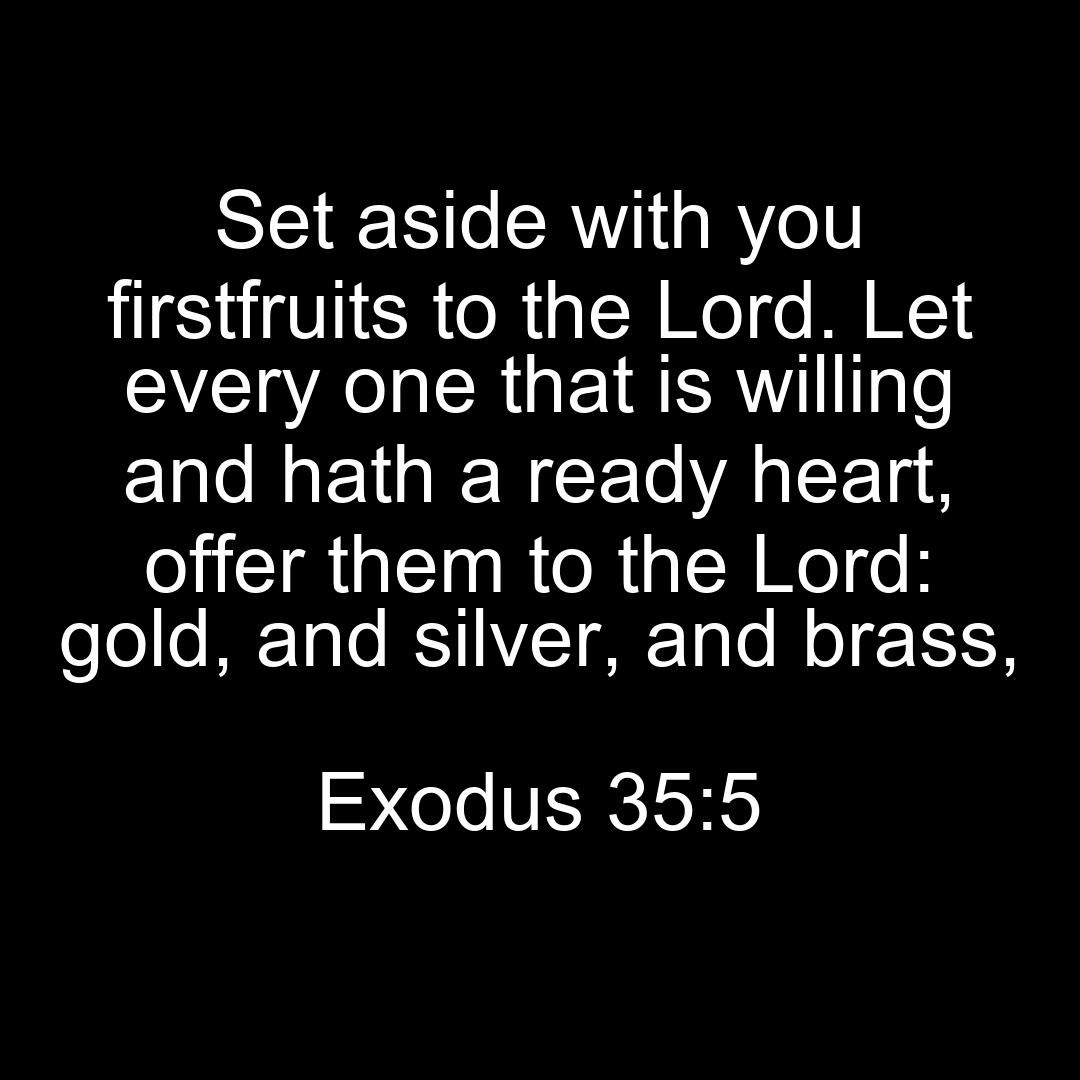 Set aside with you
firstfruits to the Lord. Let
every one that is willing
and hath a ready heart,
offer them to the Lord:
gold, and silver, and brass,
Exodus 35:5